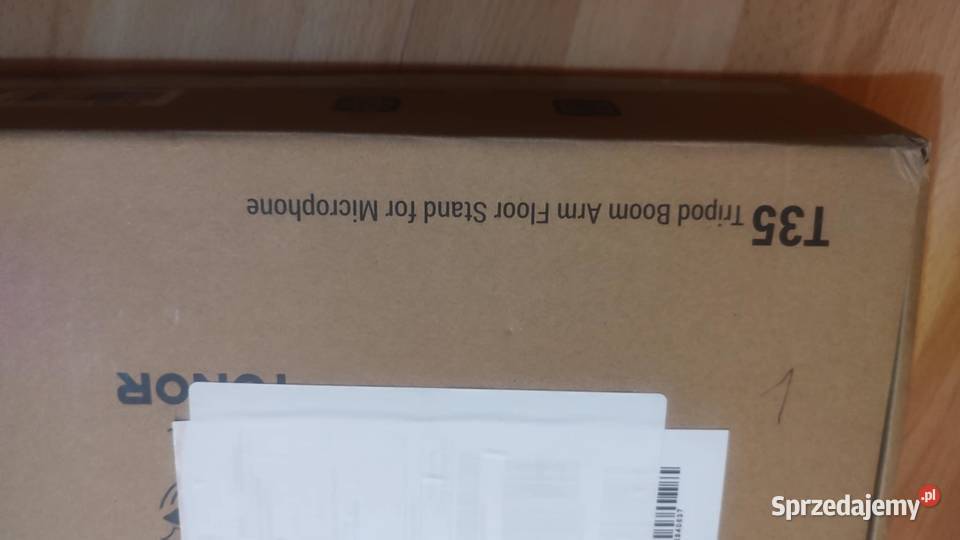 T35 Tripod Boom Arm Floor Stand for Microphone
TONOR
1
Sprzedajemy.pl